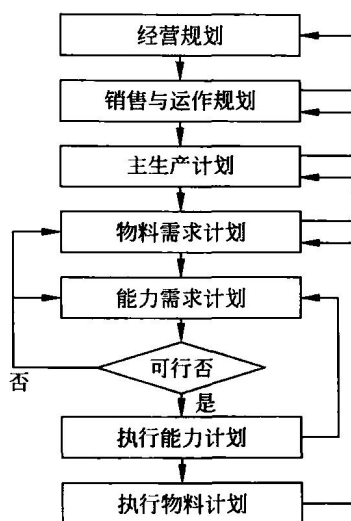 经营规划
销售与运作规划
主生产计划
物料需求计划
能力需求计划
可行否
否
是
执行能力计划
执行物料计划